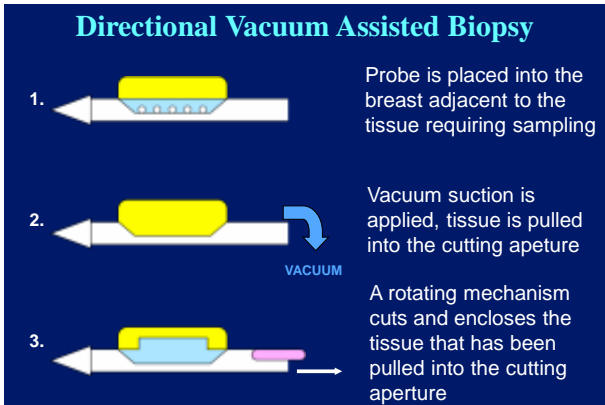 Directional Vacuum Assisted Biopsy
1.
Probe is placed into the
breast adjacent to the
tissue requiring sampling
2.
Vacuum suction is
applied, tissue is pulled
into the cutting apeture
VACUUM
3.
A rotating mechanism
cuts and encloses the
tissue that has been
pulled into the cutting
aperture